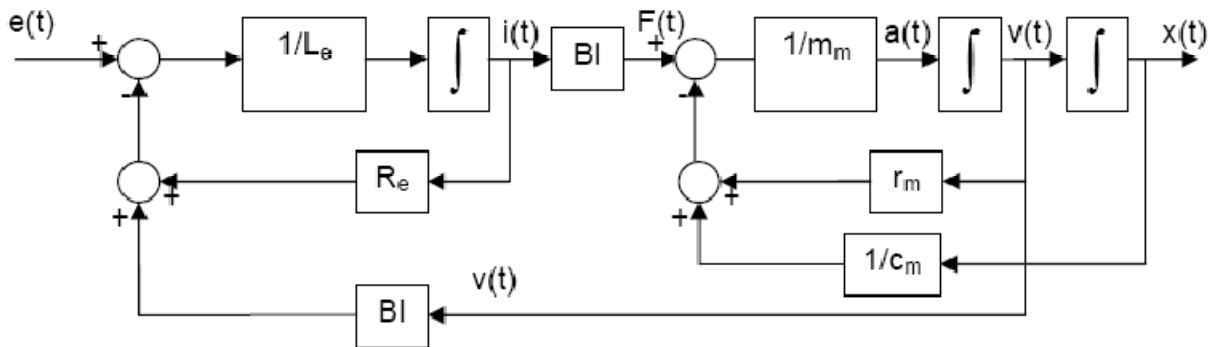 e(t)
+
-
1/Lₑ
∫
i(t)
Bl
F(t)
+
-
1/mₘ
a(t)
∫
v(t)
∫
x(t)
Rₑ
+
+
rₘ
+
+
1/cₘ
v(t)
Bl